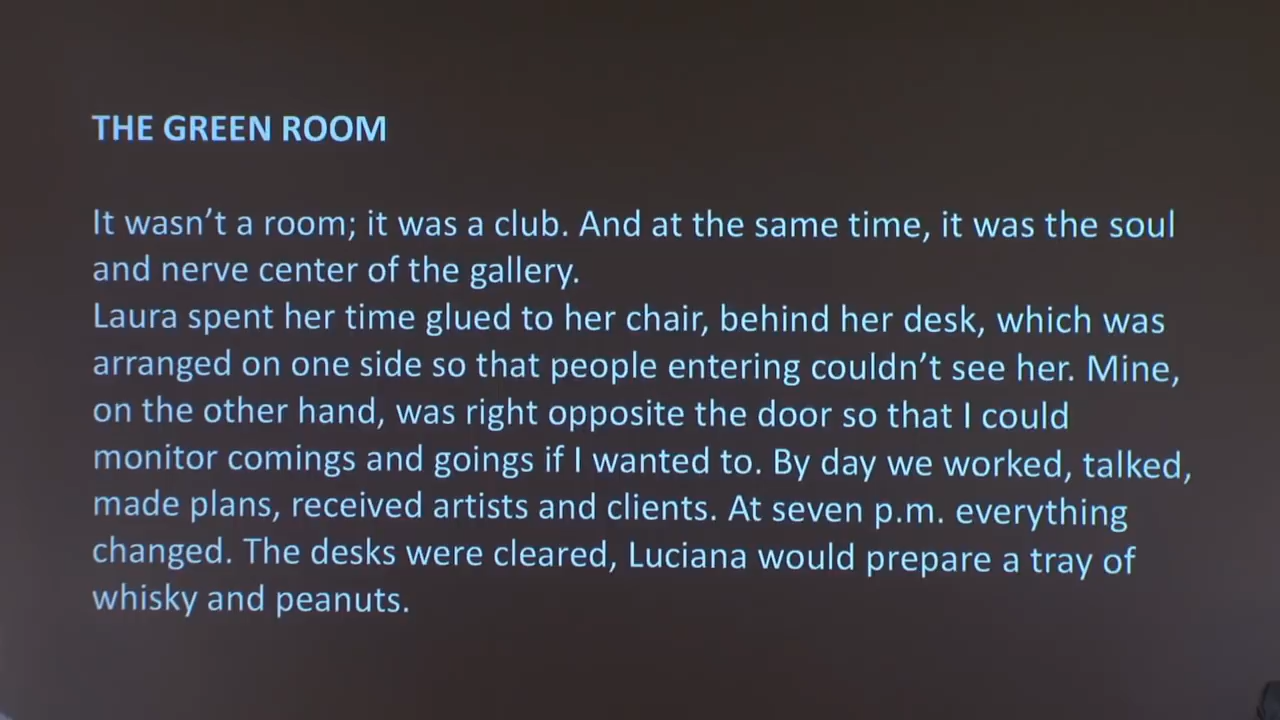 THE GREEN ROOM
It wasn't a room; it was a club. And at the same time, it was the soul
and nerve center of the gallery.
Laura spent her time glued to her chair, behind her desk, which was
arranged on one side so that people entering couldn't see her. Mine,
on the other hand, was right opposite the door so that I could
monitor comings and goings if I wanted to. By day we worked, talked,
made plans, received artists and clients. At seven p.m. everything
changed. The desks were cleared, Luciana would prepare a tray of
whisky and peanuts.